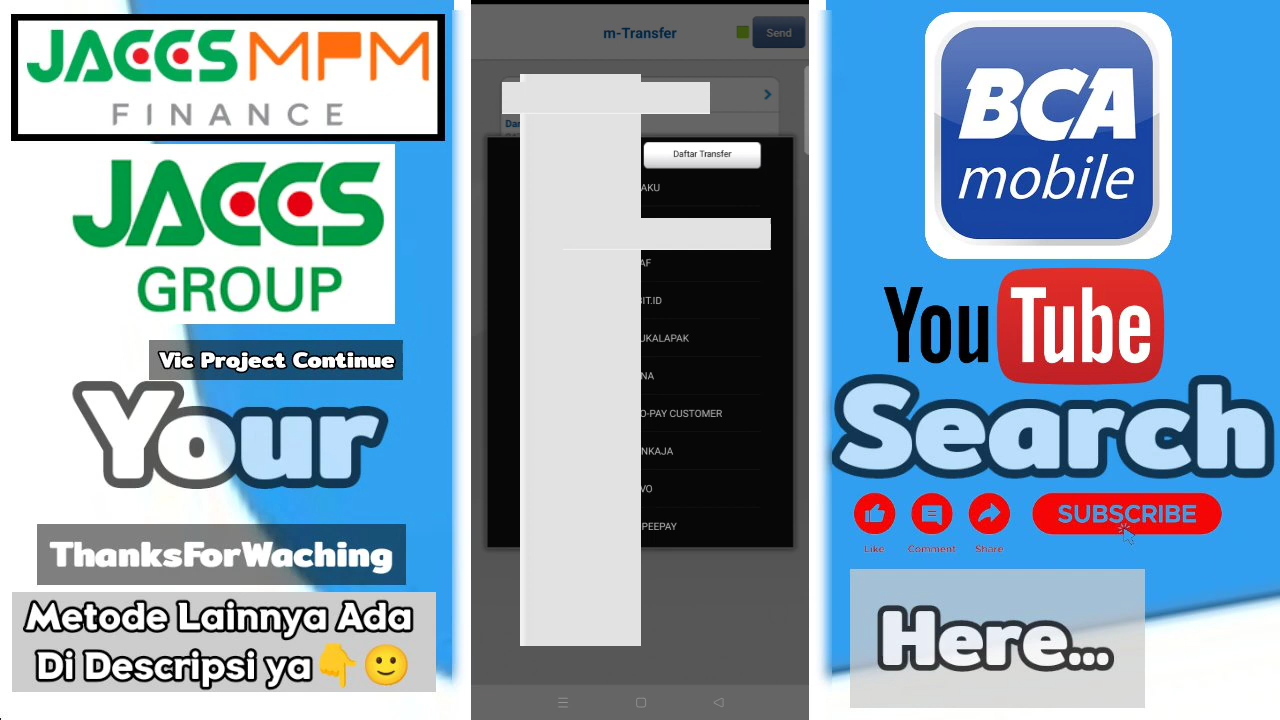 JACCS MPM
FINANCE
JACCS
GROUP
Vic Project Continue
Your
ThanksForWaching
Metode Lainnya Ada
Di Descripsi ya👇🙂
m-Transfer
Send
Daftar Transfer
AKU
AF
BIT.ID
UKALAPAK
NA
O-PAY CUSTOMER
NKAJA
VO
PEEPAY
BCA
mobile
YouTube
Search
SUBSCRIBE
Like Comment Share
Here...